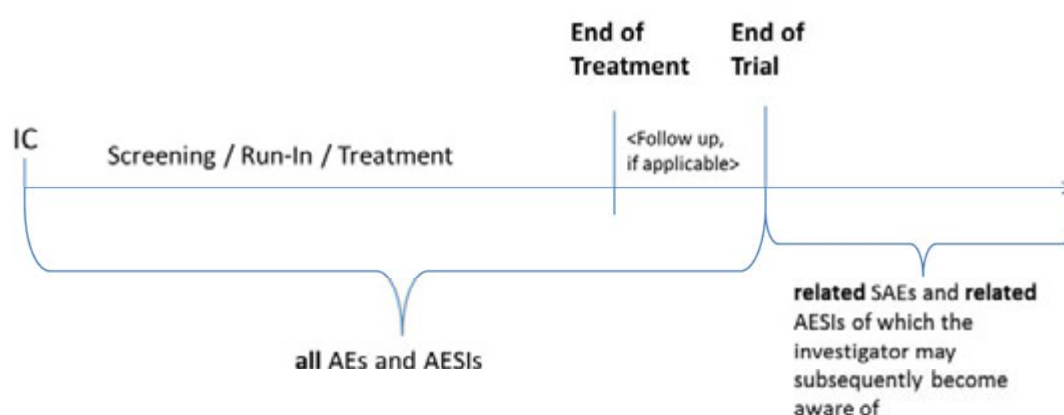 End of
Treatment
End of
Trial
IC
Screening / Run-In / Treatment
<Follow up,
if applicable>
all AEs and AESIs
related SAEs and related
AESIs of which the
investigator may
subsequently become
aware of